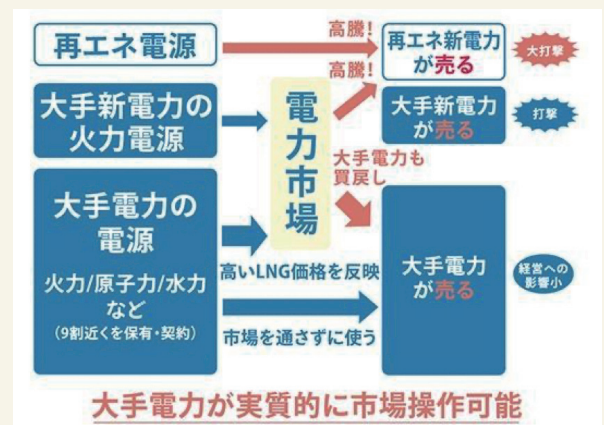 再エネ電源
高騰!
再エネ新電力
が売る
大打撃
高騰!
大手新電力の
火力電源
電力市場
大手新電力
が売る
打撃
大手電力も
買戻し
大手電力の
電源
火力/原子力/水力
など
(9割近くを保有・契約)
高いLNG価格を反映
市場を通さずに使う
大手電力
が売る
経営への
影響小
大手電力が実質的に市場操作可能